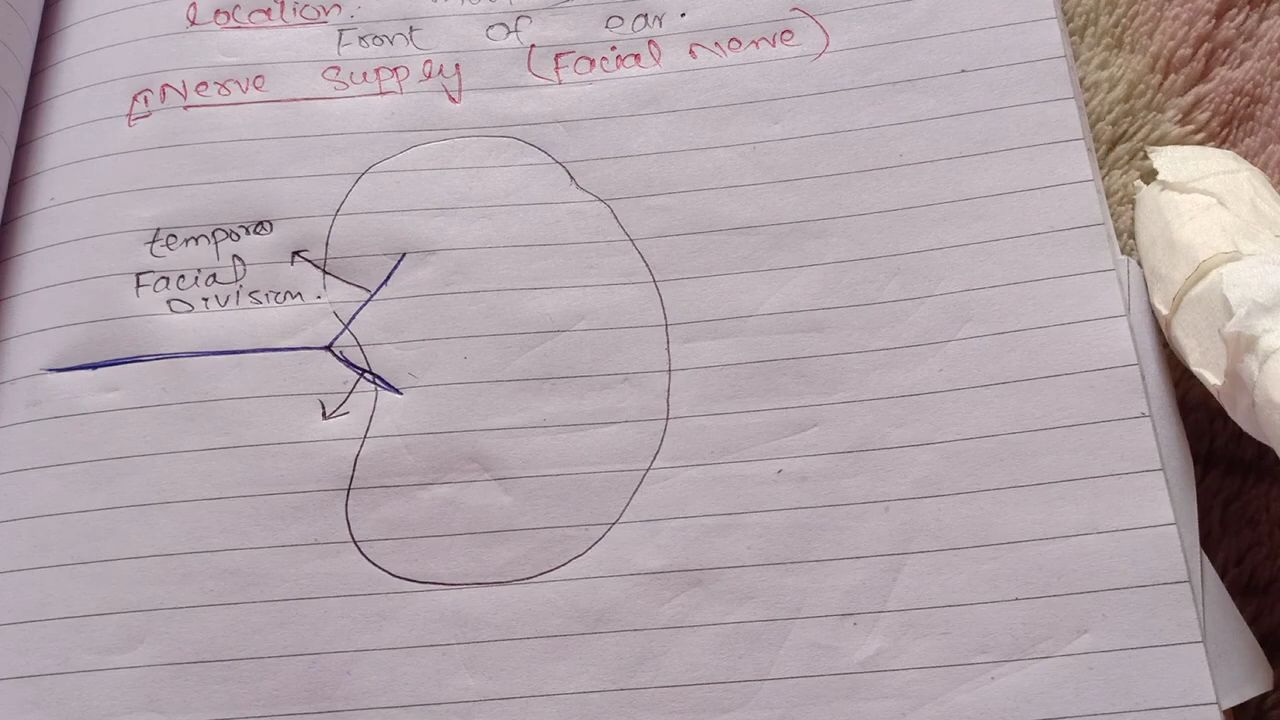 Location:
Front of ear.
Nerve Supply (Facial nerve)
temporo
Facial
Division.